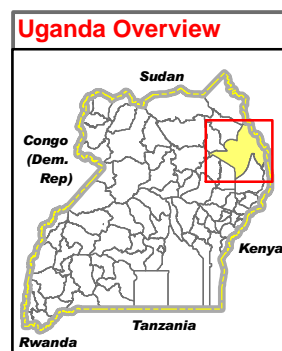 Uganda Overview
Sudan
Congo
(Dem.
Rep)
Kenya
Tanzania
Rwanda